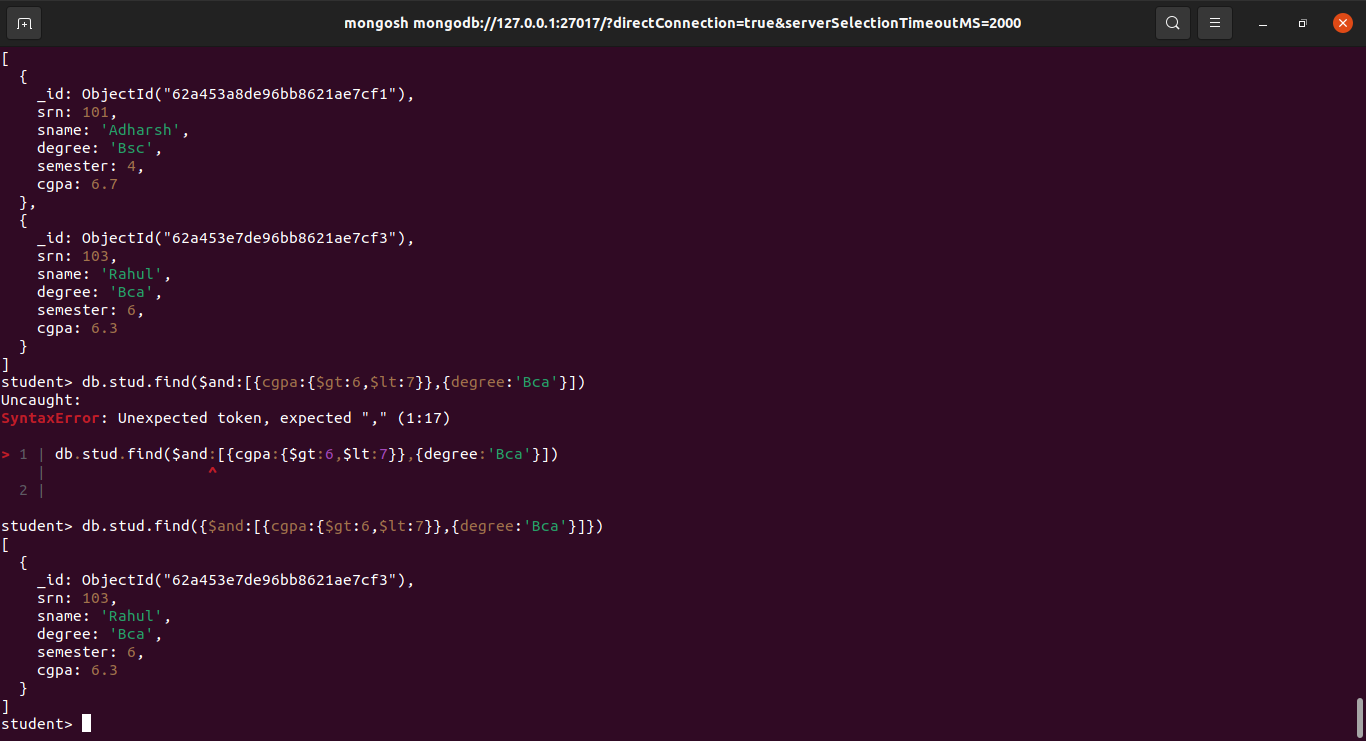 mongosh mongodb://127.0.0.1:27017/?directConnection=true&serverSelectionTimeoutMS=2000
[
  {
    _id: ObjectId("62a453a8de96bb8621ae7cf1"),
    srn: 101,
    sname: 'Adharsh',
    degree: 'Bsc',
    semester: 4,
    cgpa: 6.7
  },
  {
    _id: ObjectId("62a453e7de96bb8621ae7cf3"),
    srn: 103,
    sname: 'Rahul',
    degree: 'Bca',
    semester: 6,
    cgpa: 6.3
  }
]
student> db.stud.find($and:[{cgpa:{$gt:6,$lt:7}},{degree:'Bca'}])
Uncaught:
SyntaxError: Unexpected token, expected "," (1:17)
> 1 | db.stud.find($and:[{cgpa:{$gt:6,$lt:7}},{degree:'Bca'}])
    |                  ^
  2 |
student> db.stud.find({$and:[{cgpa:{$gt:6,$lt:7}},{degree:'Bca'}]})
[
  {
    _id: ObjectId("62a453e7de96bb8621ae7cf3"),
    srn: 103,
    sname: 'Rahul',
    degree: 'Bca',
    semester: 6,
    cgpa: 6.3
  }
]
student>